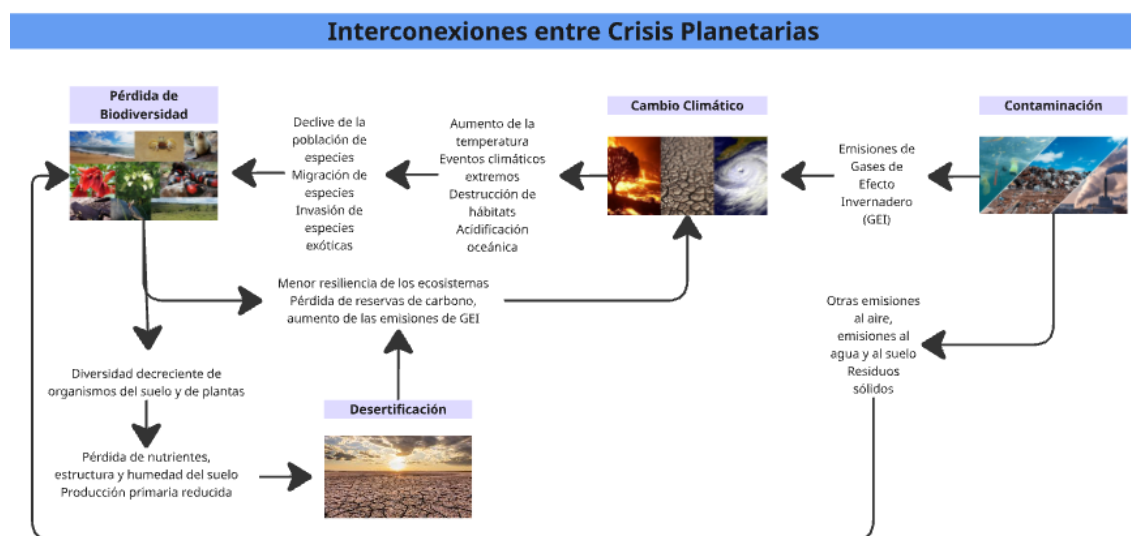 Interconexiones entre Crisis Planetarias
Pérdida de
Biodiversidad
Declive de la
población de
especies
Migración de
especies
Invasión de
especies
exóticas
Aumento de la
temperatura
Eventos climáticos
extremos
Destrucción de
hábitats
Acidificación
oceánica
Cambio Climático
Emisiones de
Gases de
Efecto
Invernadero
(GEI)
Contaminación
Menor resiliencia de los ecosistemas
Pérdida de reservas de carbono,
aumento de las emisiones de GEI
Otras emisiones
al aire,
emisiones al
agua y al suelo
Residuos
sólidos
Diversidad decreciente de
organismos del suelo y de plantas
Pérdida de nutrientes,
estructura y humedad del suelo
Producción primaria reducida
Desertificación